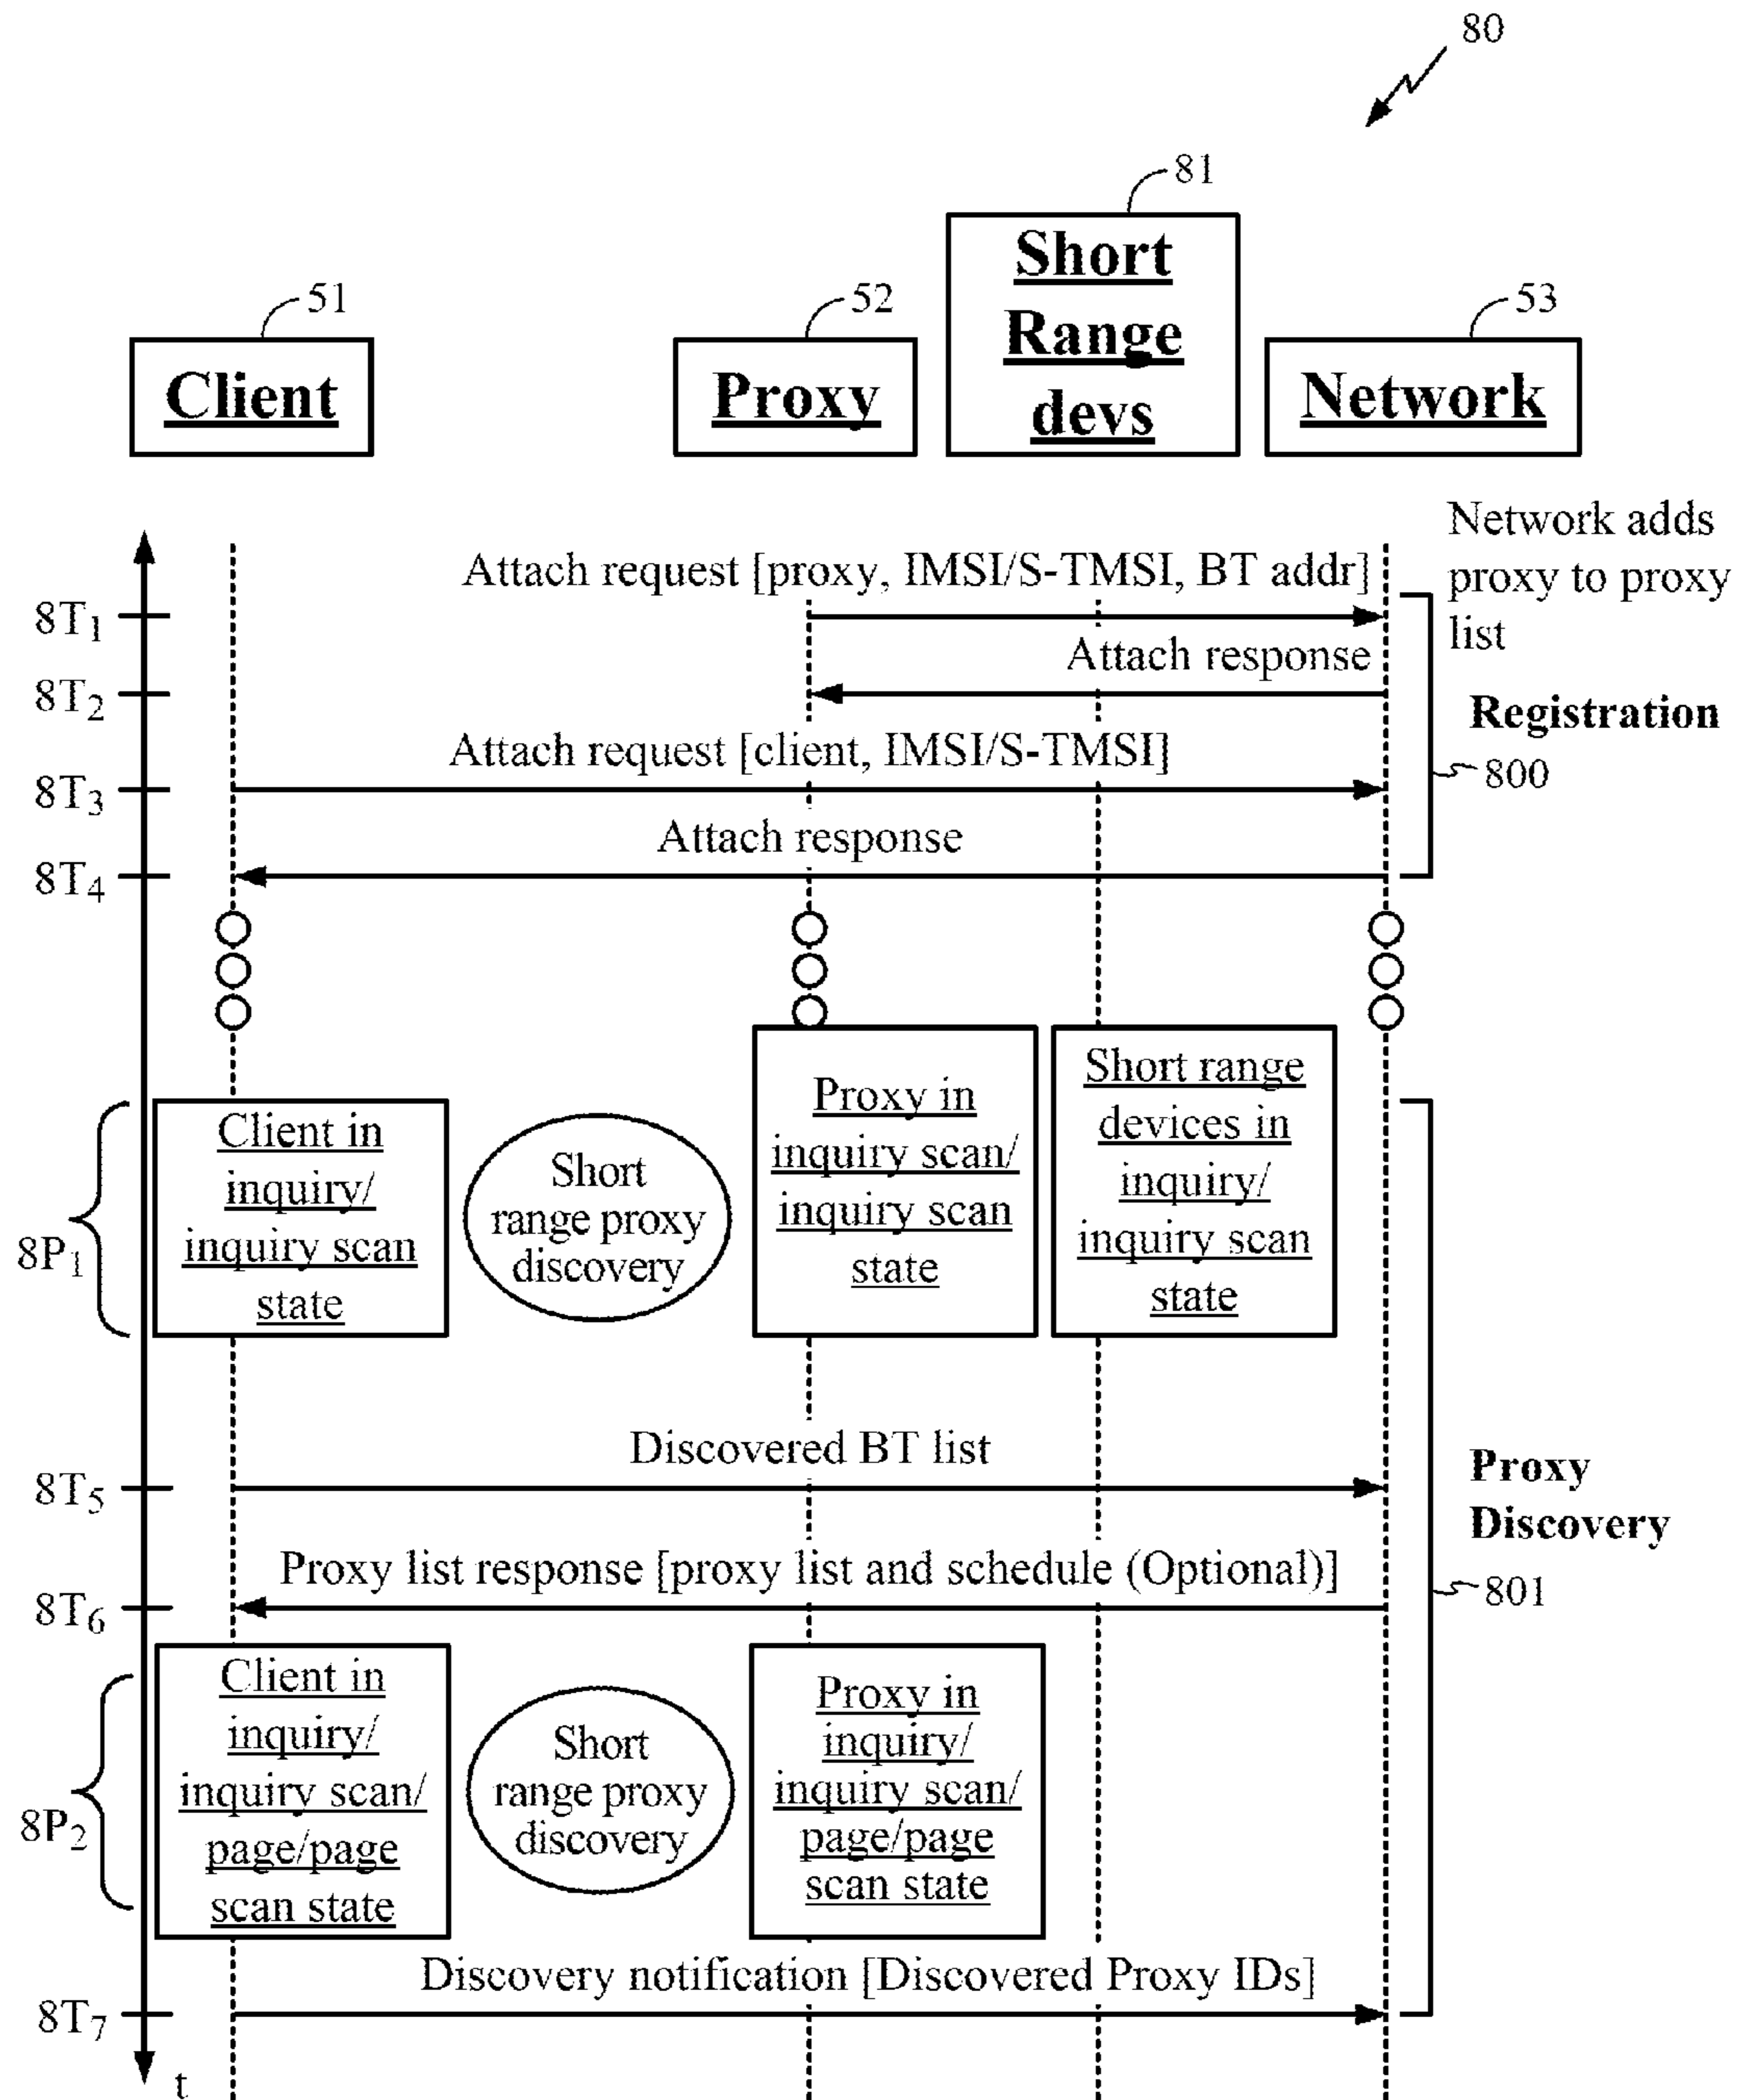 80
81
Short
Range
devs
51
Client
52
Proxy
53
Network
Network adds
proxy to proxy
list
Attach request [proxy, IMSI/S-TMSI, BT addr]
8T1
Attach response
8T2
Registration
Attach request [client, IMSI/S-TMSI]
8T3
800
Attach response
8T4
8P1
Client in
inquiry/
inquiry scan
state
Short
range proxy
discovery
Proxy in
inquiry scan/
inquiry scan
state
Short range
devices in
inquiry/
inquiry scan
state
Discovered BT list
8T5
Proxy
Discovery
Proxy list response [proxy list and schedule (Optional)]
8T6
801
8P2
Client in
inquiry/
inquiry scan/
page/page
scan state
Short
range proxy
discovery
Proxy in
inquiry/
inquiry scan/
page/page
scan state
Discovery notification [Discovered Proxy IDs]
8T7
t